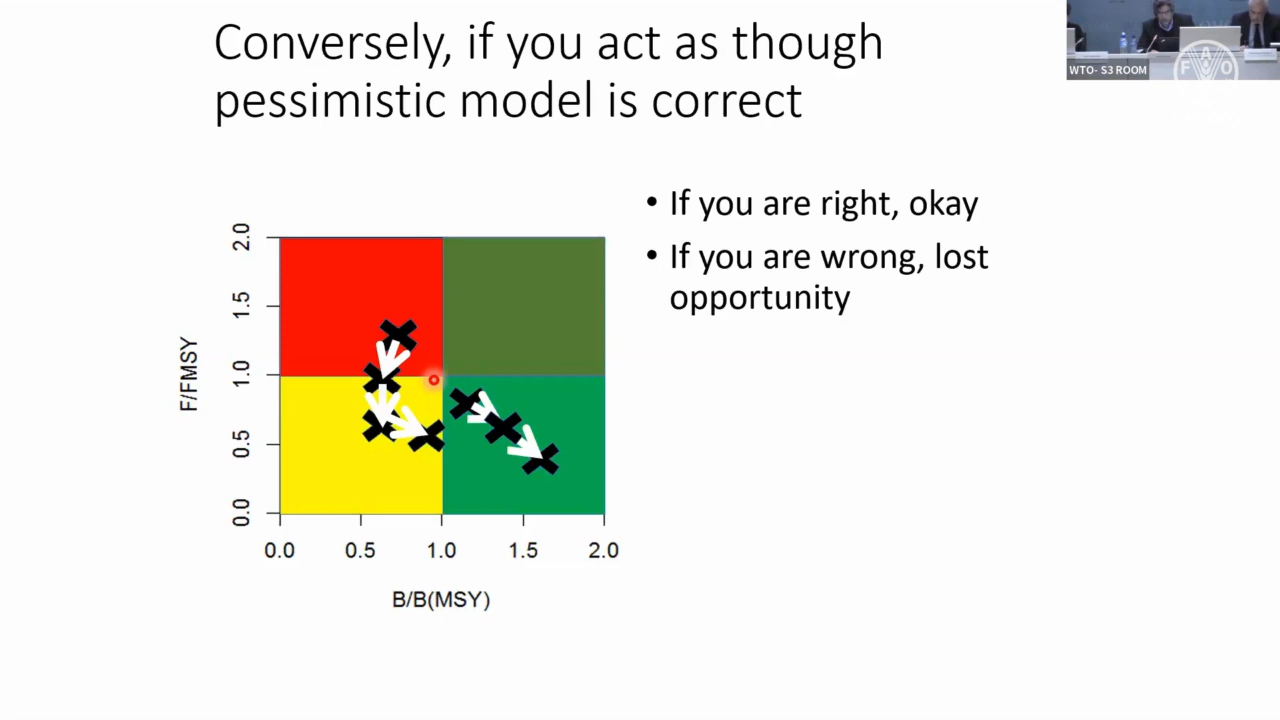 Conversely, if you act as though
pessimistic model is correct
WTO- S3 ROOM
FAO
• If you are right, okay
• If you are wrong, lost
opportunity
2.0
1.5
1.0
0.5
0.0
F/FMSY
0.0 0.5 1.0 1.5 2.0
B/B(MSY)